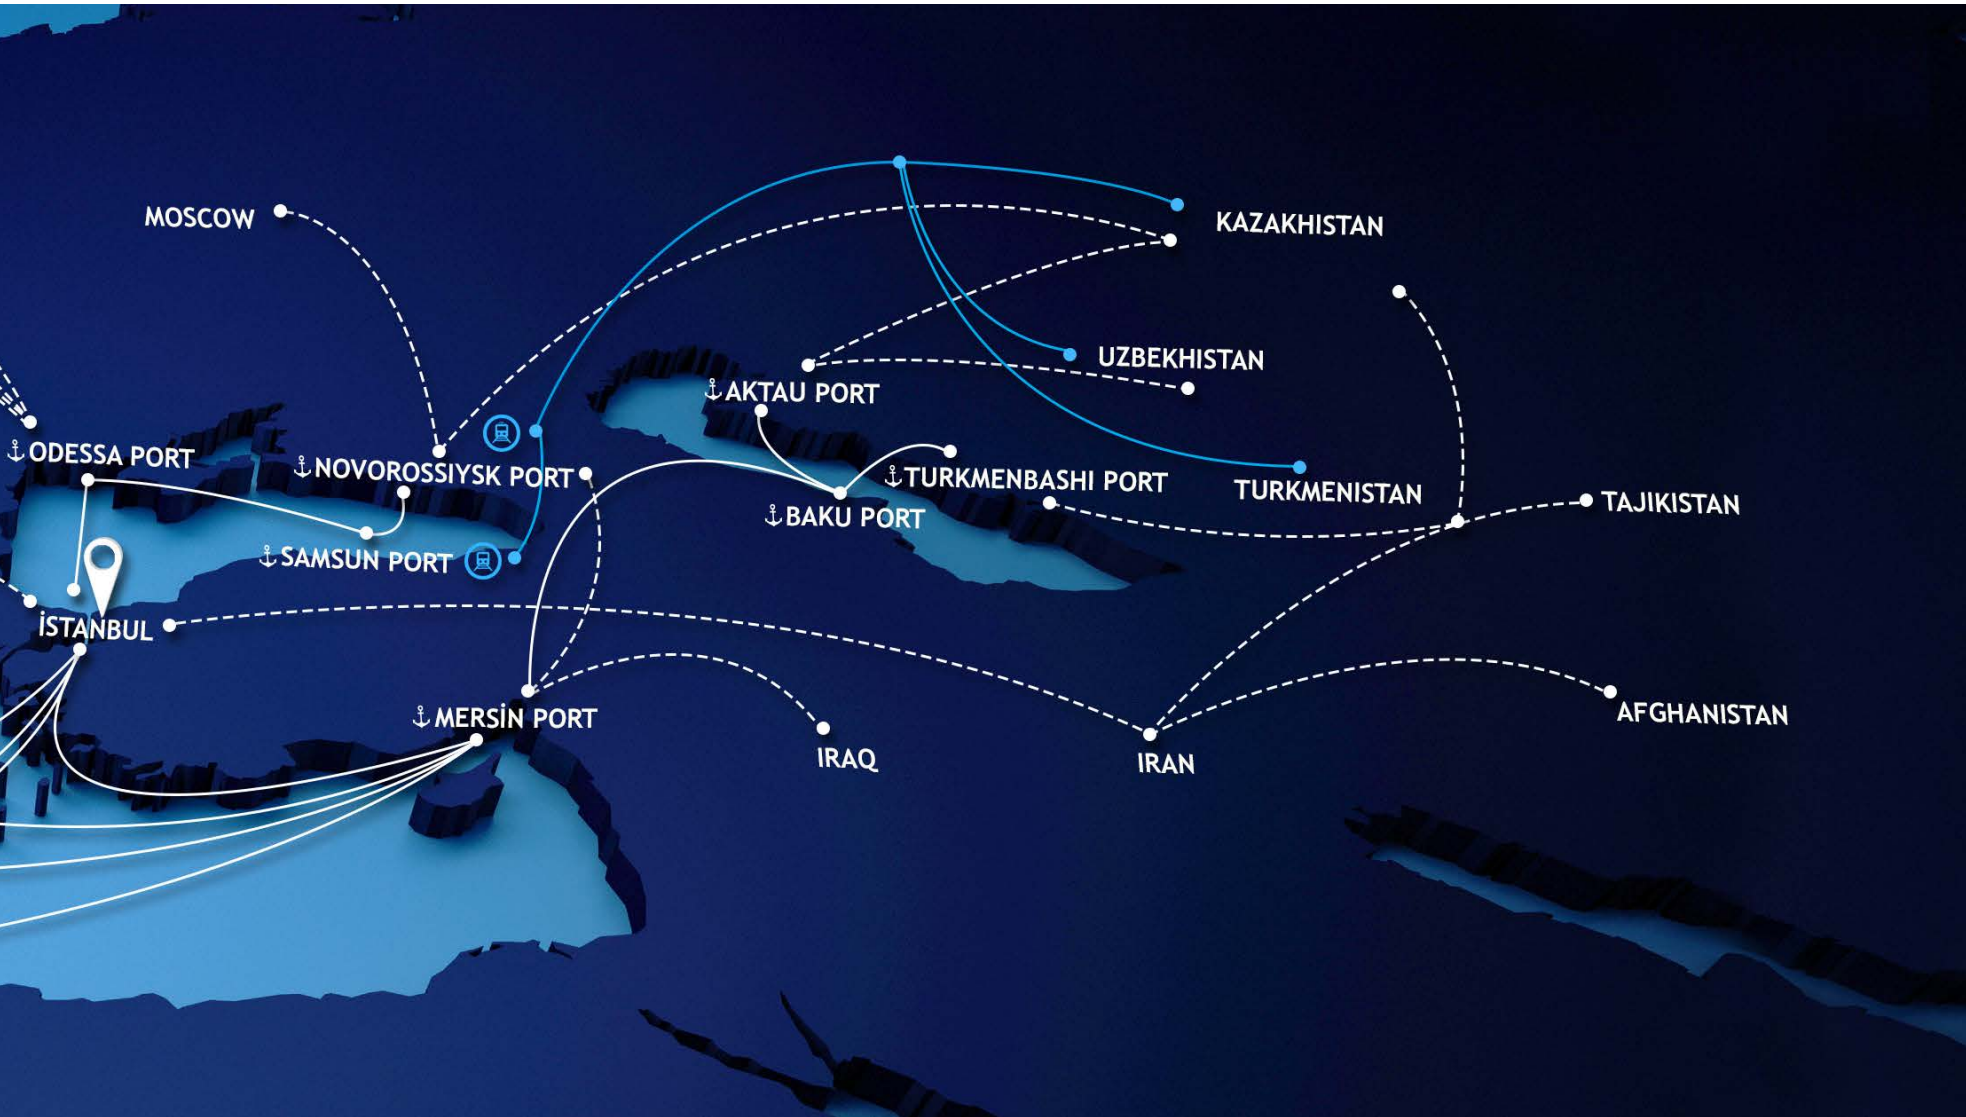 MOSCOW
KAZAKHISTAN
UZBEKHISTAN
AKTAU PORT
ODESSA PORT
NOVOROSSIYSK PORT
TURKMENBASHI PORT
TURKMENISTAN
TAJIKISTAN
BAKU PORT
SAMSUN PORT
İSTANBUL
MERSİN PORT
AFGHANISTAN
IRAQ
IRAN